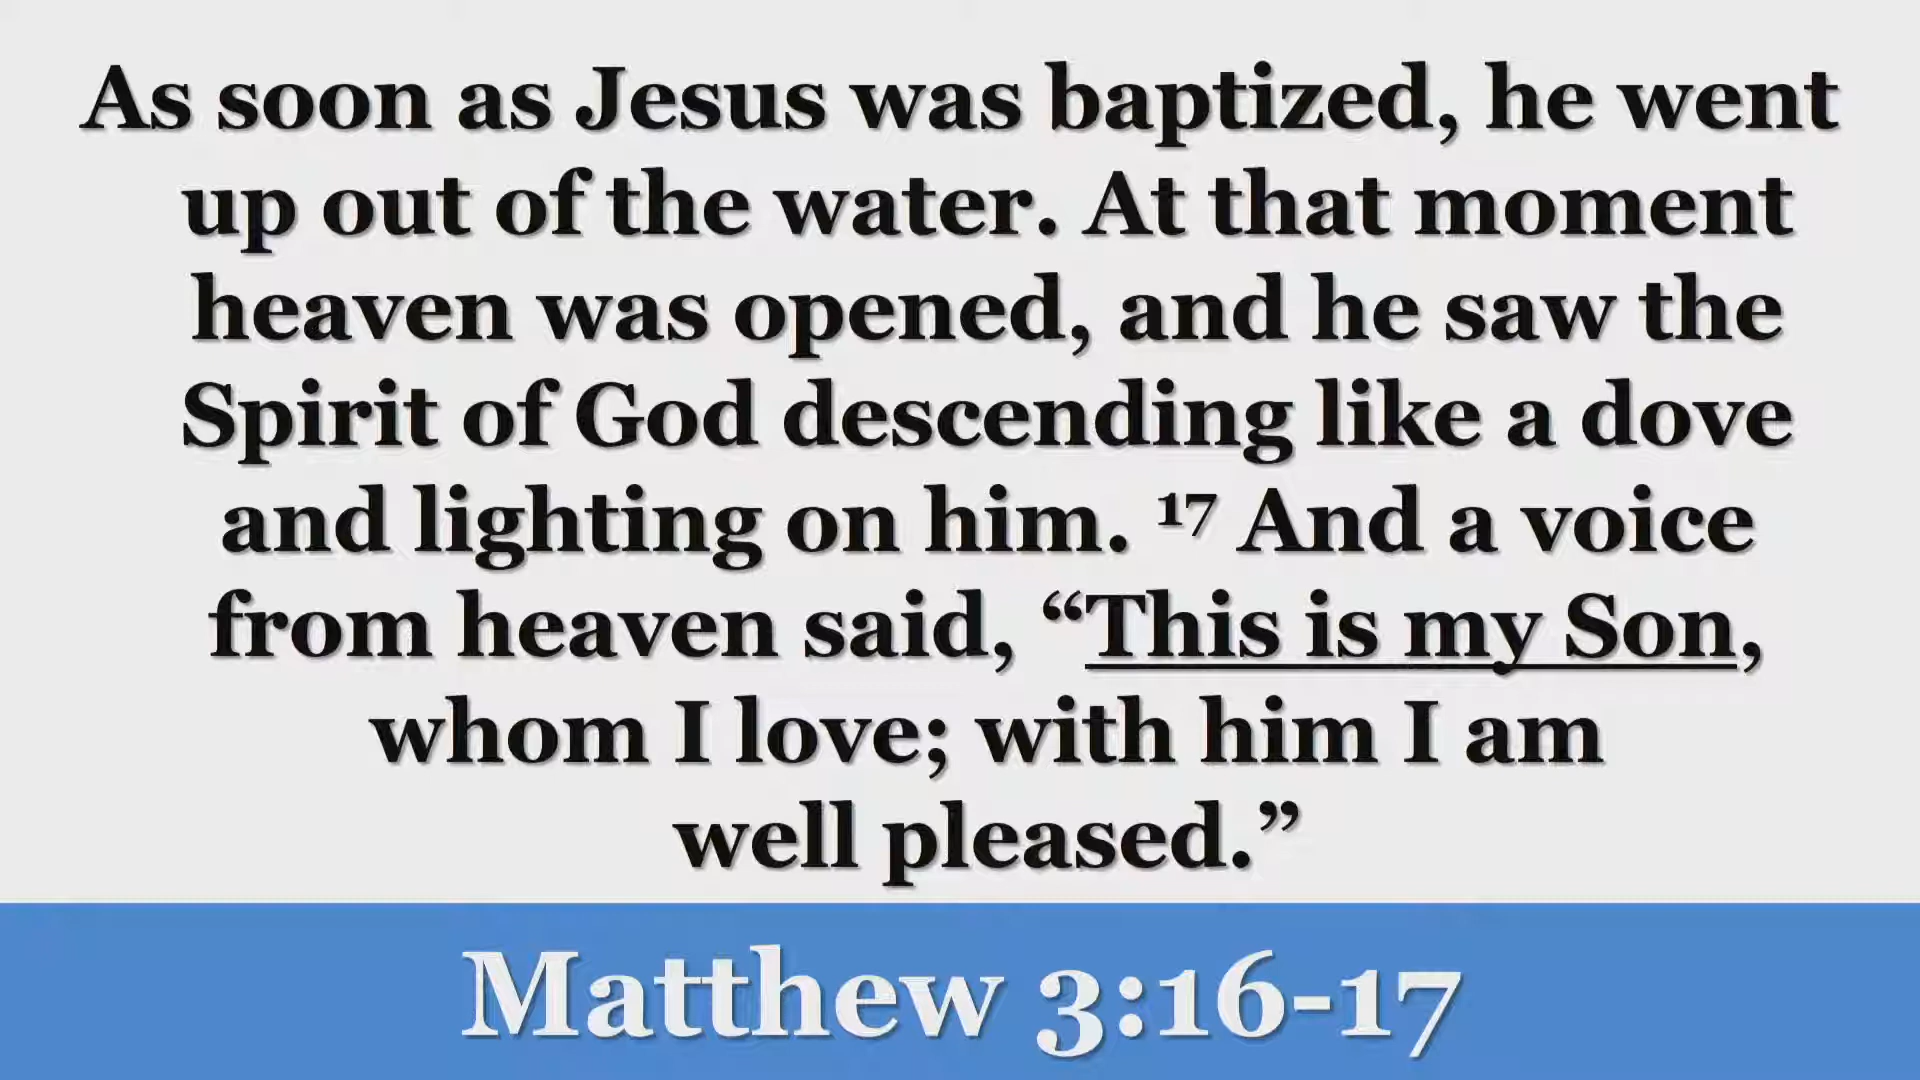 As soon as Jesus was baptized, he went
up out of the water. At that moment
heaven was opened, and he saw the
Spirit of God descending like a dove
and lighting on him. ¹⁷ And a voice
from heaven said, “This is my Son,
whom I love; with him I am
well pleased.”
Matthew 3:16-17